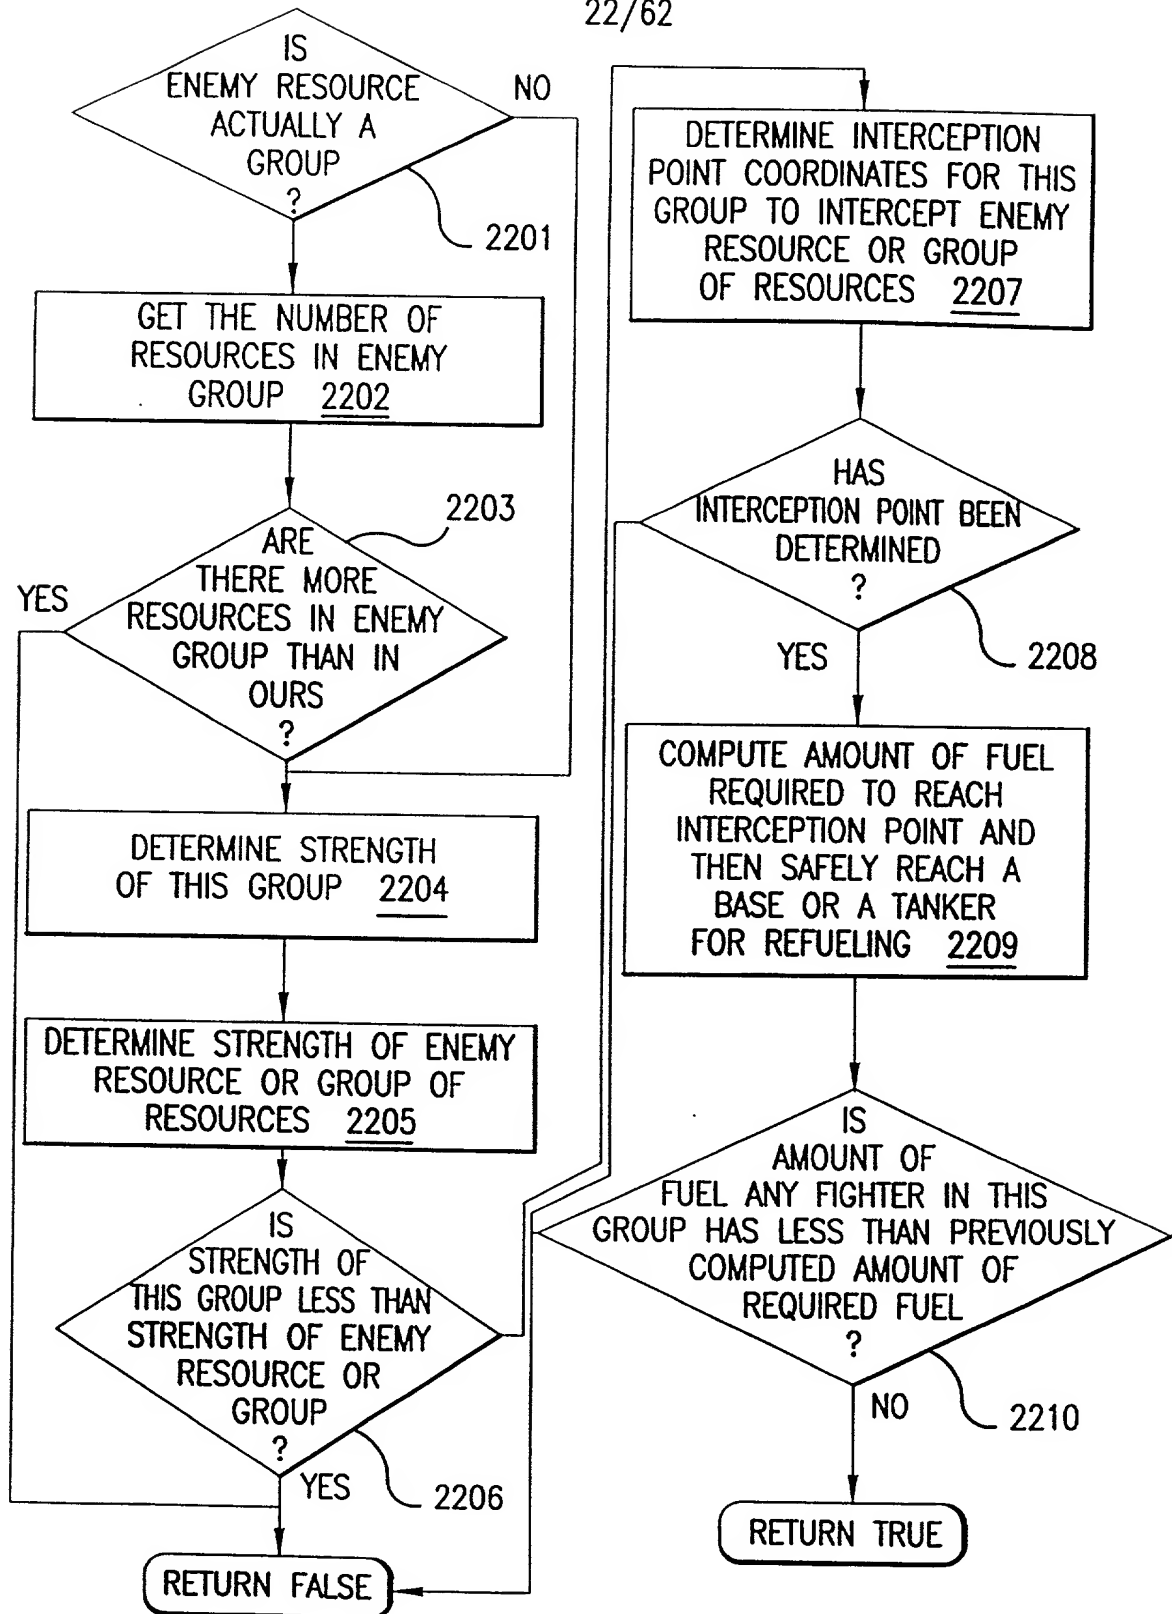 22/62
IS
ENEMY RESOURCE
ACTUALLY A
GROUP
?
NO
2201
GET THE NUMBER OF
RESOURCES IN ENEMY
GROUP 2202
2203
ARE
THERE MORE
RESOURCES IN ENEMY
GROUP THAN IN
OURS
?
YES
DETERMINE STRENGTH
OF THIS GROUP 2204
DETERMINE STRENGTH OF ENEMY
RESOURCE OR GROUP OF
RESOURCES 2205
IS
STRENGTH OF
THIS GROUP LESS THAN
STRENGTH OF ENEMY
RESOURCE OR
GROUP
?
YES
2206
RETURN FALSE
DETERMINE INTERCEPTION
POINT COORDINATES FOR THIS
GROUP TO INTERCEPT ENEMY
RESOURCE OR GROUP
OF RESOURCES 2207
HAS
INTERCEPTION POINT BEEN
DETERMINED
?
YES
2208
COMPUTE AMOUNT OF FUEL
REQUIRED TO REACH
INTERCEPTION POINT AND
THEN SAFELY REACH A
BASE OR A TANKER
FOR REFUELING 2209
IS
AMOUNT OF
FUEL ANY FIGHTER IN THIS
GROUP HAS LESS THAN PREVIOUSLY
COMPUTED AMOUNT OF
REQUIRED FUEL
?
NO
2210
RETURN TRUE